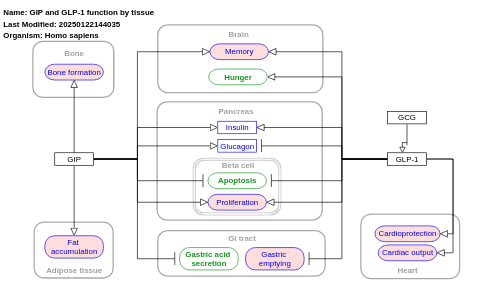 Name: GIP and GLP-1 function by tissue
Last Modified: 20250122144035
Organism: Homo sapiens
Bone
Bone formation
Brain
Memory
Hunger
Pancreas
Insulin
Glucagon
Beta cell
Apoptosis
Proliferation
GIP
GCG
GLP-1
Fat
accumulation
Adipose tissue
GI tract
Gastric acid
secretion
Gastric
emptying
Cardioprotection
Cardiac output
Heart